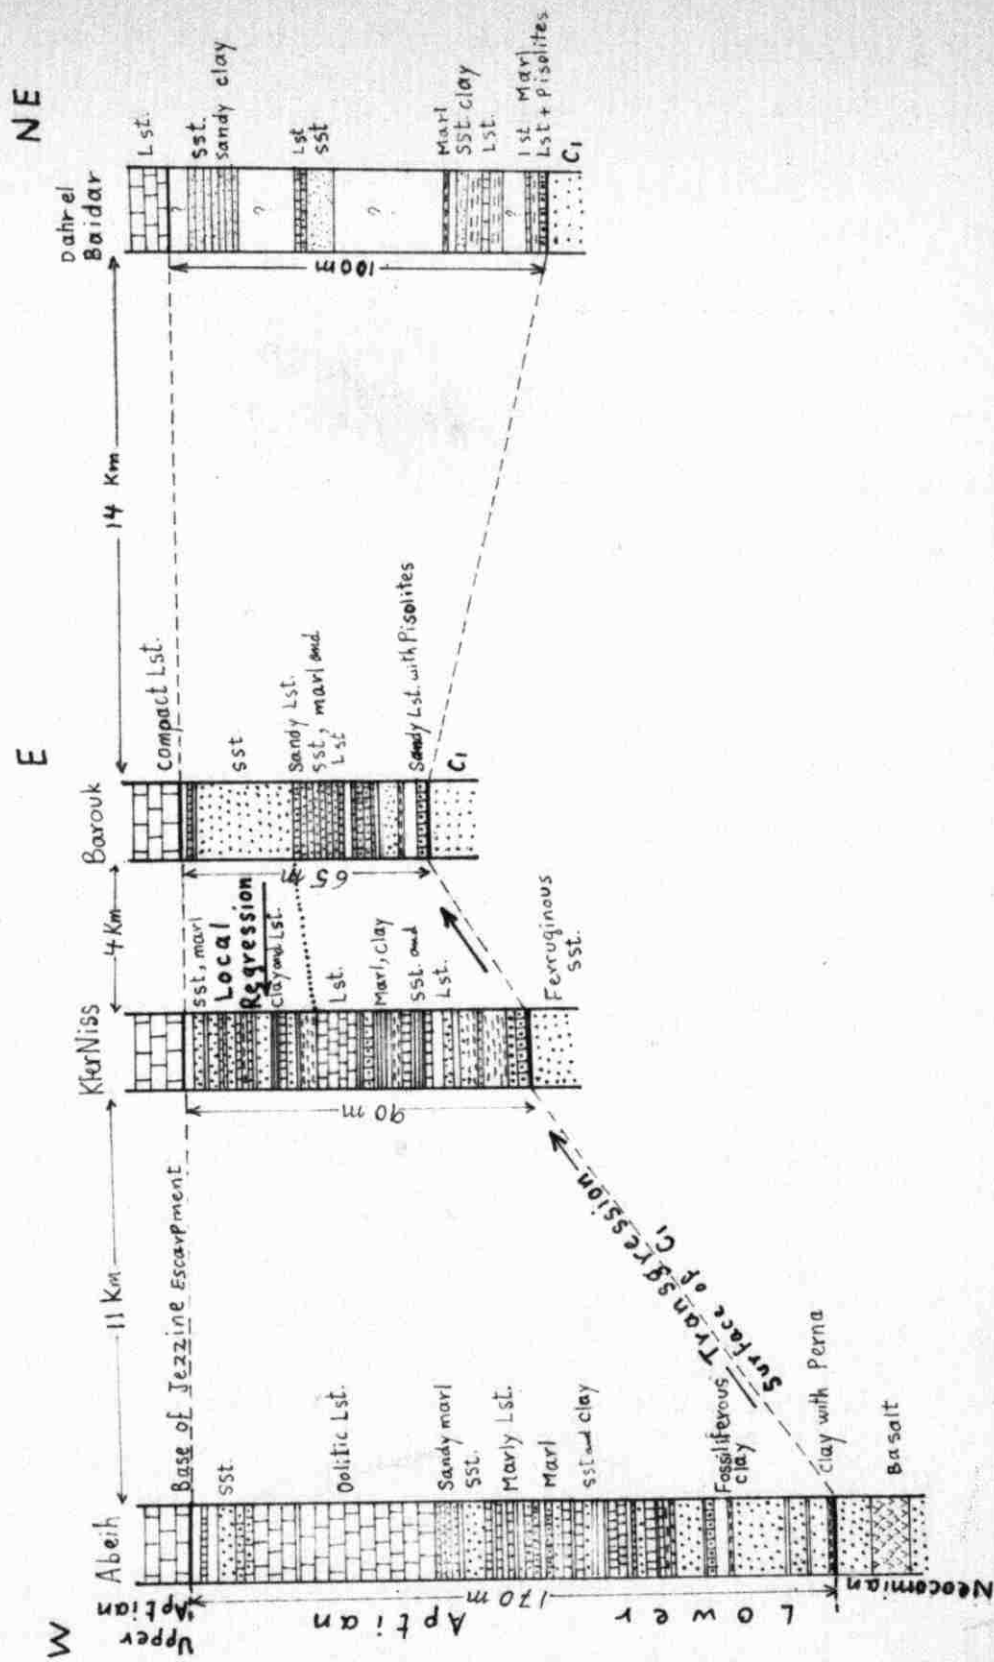 W
E
NE
Abeih
11 Km
KferNiss
4 Km
Barouk
14 Km
Dahrel
Baidar
Upper
Aptian
Lower Aptian
Neocomian
170 m
Base of Jezzine Escarpment
SSt.
Oolitic Lst.
Sandy marl
SSt.
Marly Lst.
Marl
SSt and clay
Fossaliferous
clay
Clay with Perna
Basalt
Transgression
Surface of C1
90 m
SSt, marl
Local
Regression
Clay and Lst.
Lst.
Marl, clay
SSt. and
Lst.
Ferruginous
SSt.
65 m
Compact Lst.
SSt
Sandy Lst.
SSt, marl and
Lst
Sandy Lst. with Pisolites
C1
100 m
Lst.
?
SSt.
Sandy clay
?
Lst
SSt
?
Marl
SSt. clay
Lst.
?
Lst. Marl
Lst + Pisolites
C1